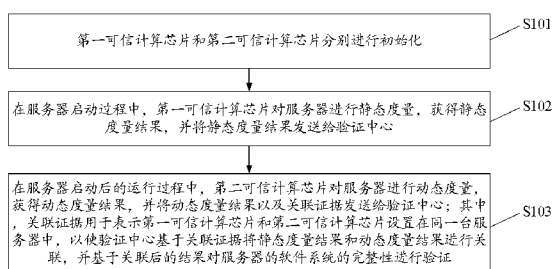 第一可信计算芯片和第二可信计算芯片分别进行初始化
S101
在服务器启动过程中，第一可信计算芯片对服务器进行静态度量，获得静态
度量结果，并将静态度量结果发送给验证中心
S102
在服务器启动后的运行过程中，第二可信计算芯片对服务器进行动态度量，
获得动态度量结果，并将动态度量结果以及关联证据发送给验证中心；其中
，关联证据用于表示第一可信计算芯片和第二可信计算芯片设置在同一台服
务器中，以使验证中心基于关联证据将静态度量结果和动态度量结果进行关
联，并基于关联后的结果对服务器的软件系统的完整性进行验证
S103